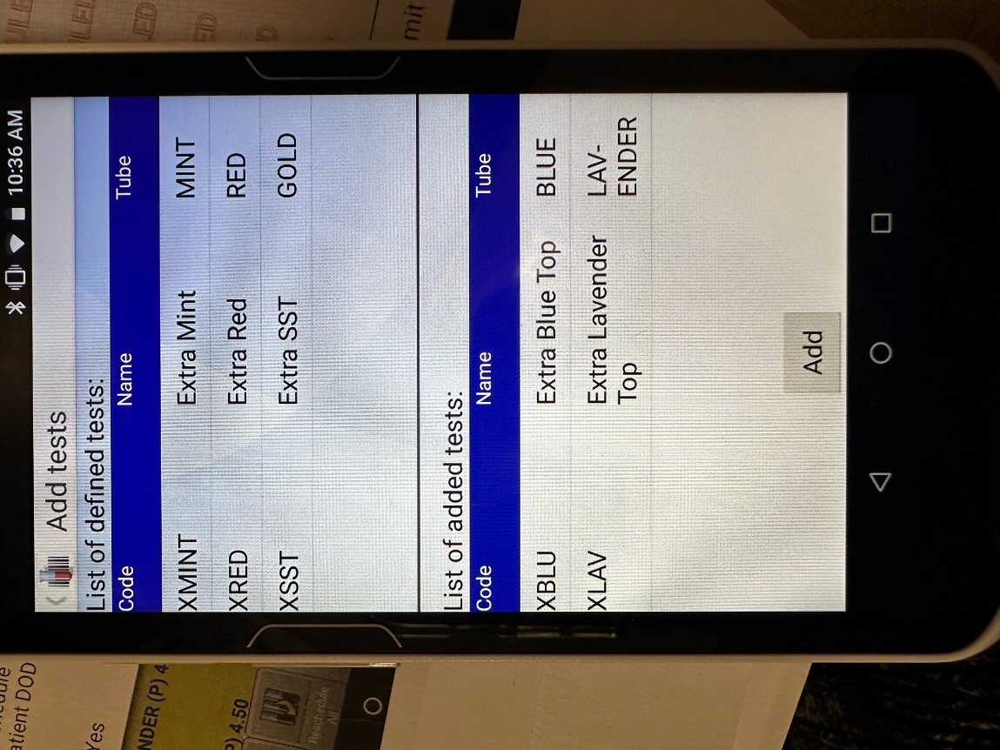 10:36 AM
Add tests
List of defined tests:
Code Name Tube
XMINT Extra Mint MINT
XRED Extra Red RED
XSST Extra SST GOLD
List of added tests:
Code Name Tube
XBLU Extra Blue Top BLUE
XLAV Extra Lavender LAV-
Top ENDER
Add
mit
ED
ED
atient DOD
Yes
NDER (P) 4
P) 4.50
Reschedule
All